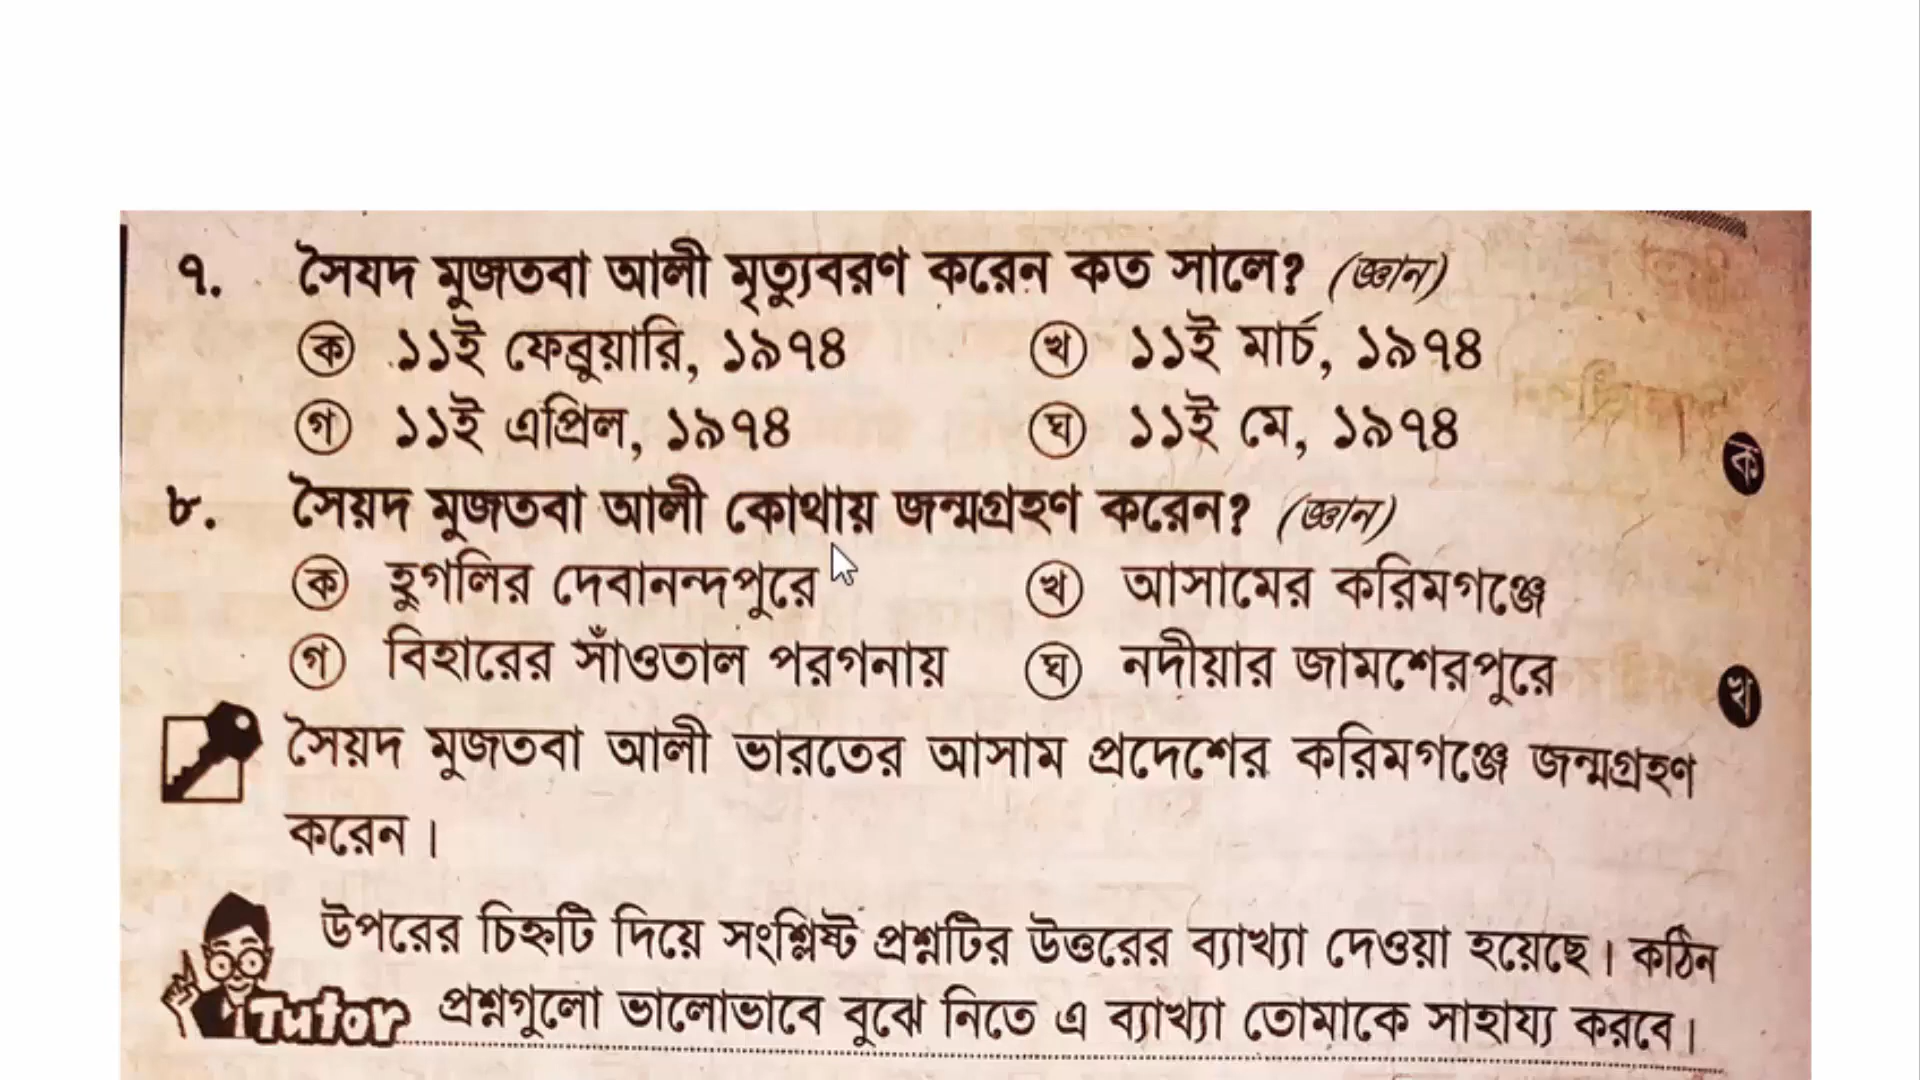 ৭. সৈযদ মুজতবা আলী মৃত্যুবরণ করেন কত সালে? (জ্ঞান)
ক ১১ই ফেব্রুয়ারি, ১৯৭৪ খ ১১ই মার্চ, ১৯৭৪
গ ১১ই এপ্রিল, ১৯৭৪ ঘ ১১ই মে, ১৯৭৪ ক
৮. সৈয়দ মুজতবা আলী কোথায় জন্মগ্রহণ করেন? (জ্ঞান)
ক হুগলির দেবানন্দপুরে খ আসামের করিমগঞ্জে
গ বিহারের সাঁওতাল পরগনায় ঘ নদীয়ার জামশেরপুরে খ
সৈয়দ মুজতবা আলী ভারতের আসাম প্রদেশের করিমগঞ্জে জন্মগ্রহণ
করেন।
উপরের চিহ্নটি দিয়ে সংশ্লিষ্ট প্রশ্নটির উত্তরের ব্যাখ্যা দেওয়া হয়েছে। কঠিন
Tutor প্রশ্নগুলো ভালোভাবে বুঝে নিতে এ ব্যাখ্যা তোমাকে সাহায্য করবে।